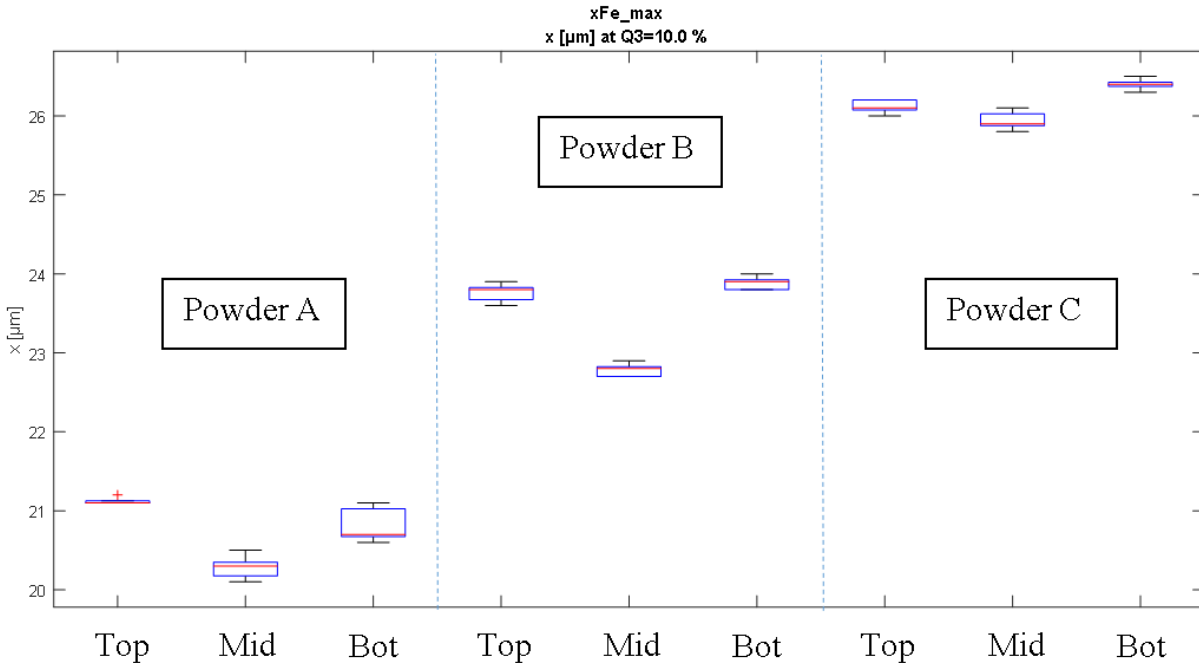 xFe_max
x [µm] at Q3=10.0 %
x [µm]
26
25
24
23
22
21
20
Powder A
Powder B
Powder C
Top Mid Bot Top Mid Bot Top Mid Bot